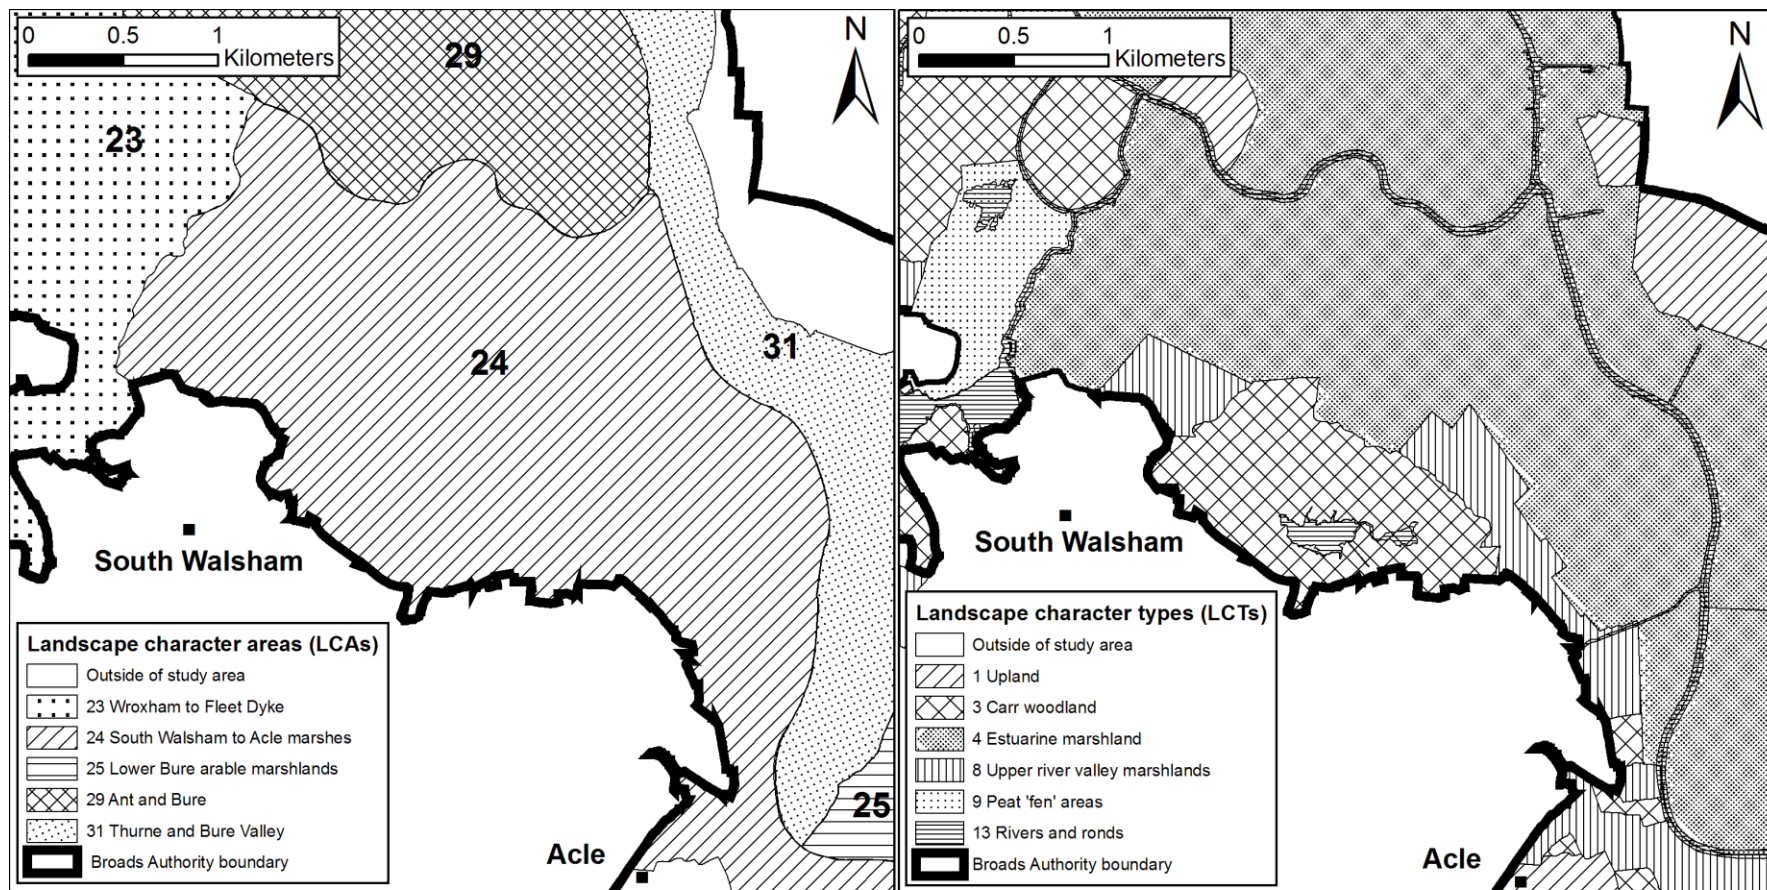 0 0.5 1
Kilometers
N
29
23
24
31
25
South Walsham
Acle
Landscape character areas (LCAs)
Outside of study area
23 Wroxham to Fleet Dyke
24 South Walsham to Acle marshes
25 Lower Bure arable marshlands
29 Ant and Bure
31 Thurne and Bure Valley
Broads Authority boundary
0 0.5 1
Kilometers
N
South Walsham
Acle
Landscape character types (LCTs)
Outside of study area
1 Upland
3 Carr woodland
4 Estuarine marshland
8 Upper river valley marshlands
9 Peat 'fen' areas
13 Rivers and ronds
Broads Authority boundary